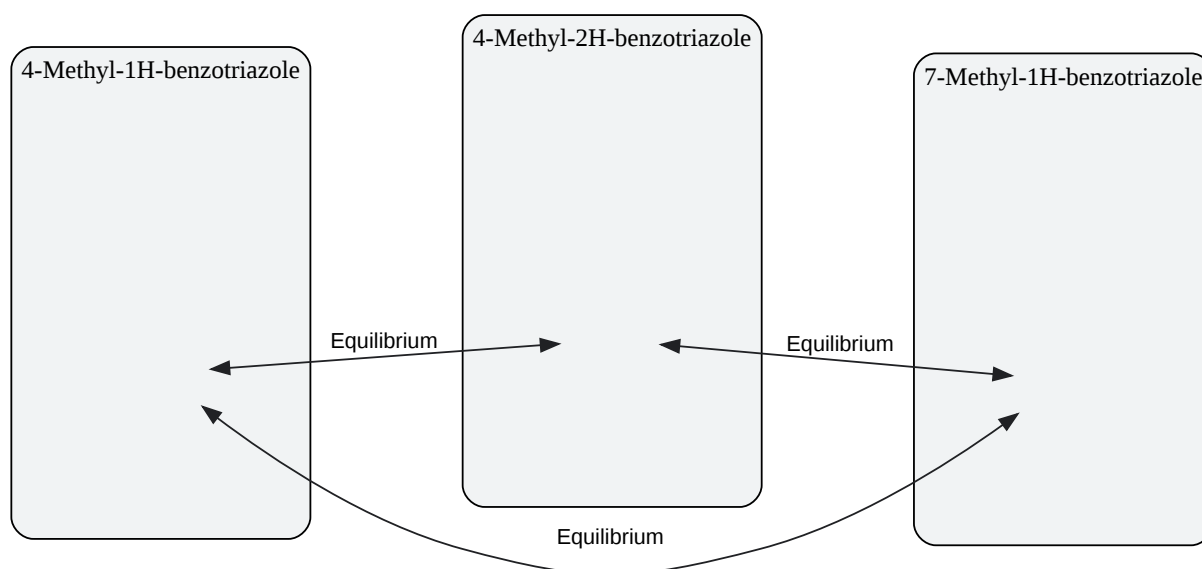 4-Methyl-1H-benzotriazole
4-Methyl-2H-benzotriazole
7-Methyl-1H-benzotriazole
Equilibrium
Equilibrium
Equilibrium